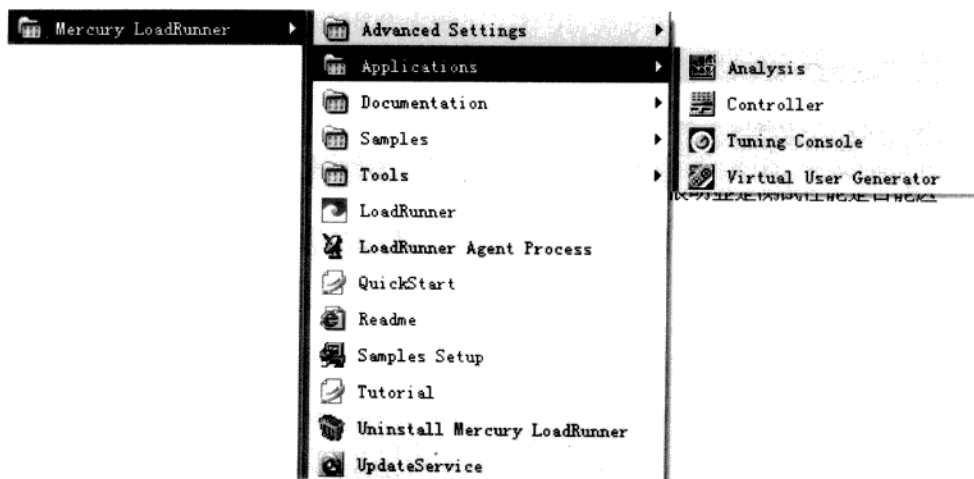 Mercury LoadRunner
Advanced Settings
Applications
Documentation
Samples
Tools
LoadRunner
LoadRunner Agent Process
QuickStart
Readme
Samples Setup
Tutorial
Uninstall Mercury LoadRunner
UpdateService
Analysis
Controller
Tuning Console
Virtual User Generator